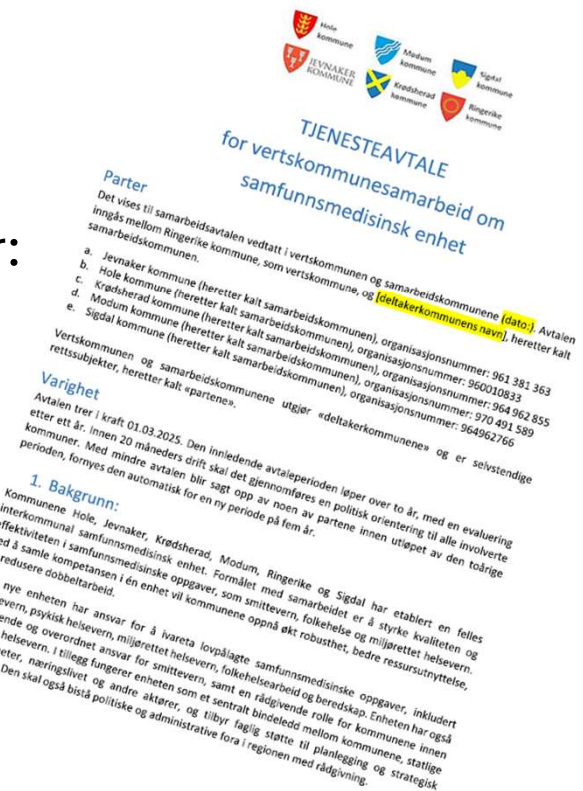 Hole
kommune
JEVNAKER
KOMMUNE
Modum
kommune
Krødsherad
kommune
Sigdal
kommune
Ringerike
kommune
TJENESTEAVTALE
for vertskommunesamarbeid om
samfunnsmedisinsk enhet
r:
Parter
Det vises til samarbeidsavtalen vedtatt i vertskommunen og samarbeidskommunene (dato:). Avtalen
inngås mellom Ringerike kommune, som vertskommune, og [deltakerkommunens navn], heretter kalt
samarbeidskommunen.
a. Jevnaker kommune (heretter kalt samarbeidskommunen), organisasjonsnummer: 961 381 363
b. Hole kommune (heretter kalt samarbeidskommunen), organisasjonsnummer: 960010833
c. Krødsherad kommune (heretter kalt samarbeidskommunen), organisasjonsnummer: 964 962 855
d. Modum kommune (heretter kalt samarbeidskommunen), organisasjonsnummer: 970 491 589
e. Sigdal kommune (heretter kalt samarbeidskommunen), organisasjonsnummer: 964962766
Vertskommunen og samarbeidskommunene utgjør «deltakerkommunene» og er selvstendige
rettssubjekter, heretter kalt «partene».
Varighet
Avtalen trer i kraft 01.03.2025. Den innledende avtaleperioden løper over to år, med en evaluering
etter ett år. Innen 20 måneders drift skal det gjennomføres en politisk orientering til alle involverte
kommuner. Med mindre avtalen blir sagt opp av noen av partene innen utløpet av den toårige
perioden, fornyes den automatisk for en ny periode på fem år.
1. Bakgrunn:
Kommunene Hole, Jevnaker, Krødsherad, Modum, Ringerike og Sigdal har etablert en felles
interkommunal samfunnsmedisinsk enhet. Formålet med samarbeidet er å styrke kvaliteten og
effektiviteten i samfunnsmedisinske oppgaver, som smittevern, folkehelse og miljørettet helsevern.
ed å samle kompetansen i én enhet vil kommunene oppnå økt robusthet, bedre ressursutnyttelse,
redusere dobbeltarbeid.
nye enheten har ansvar for å ivareta lovpålagte samfunnsmedisinske oppgaver, inkludert
evern, psykisk helsevern, miljørettet helsevern, folkehelsearbeid og beredskap. Enheten har også
ende og overordnet ansvar for smittevern, samt en rådgivende rolle for kommunene innen
helsevern. I tillegg fungerer enheten som et sentralt bindeledd mellom kommunene, statlige
eter, næringslivet og andre aktører, og tilbyr faglig støtte til planlegging og strategisk
Den skal også bistå politiske og administrative fora i regionen med rådgivning.